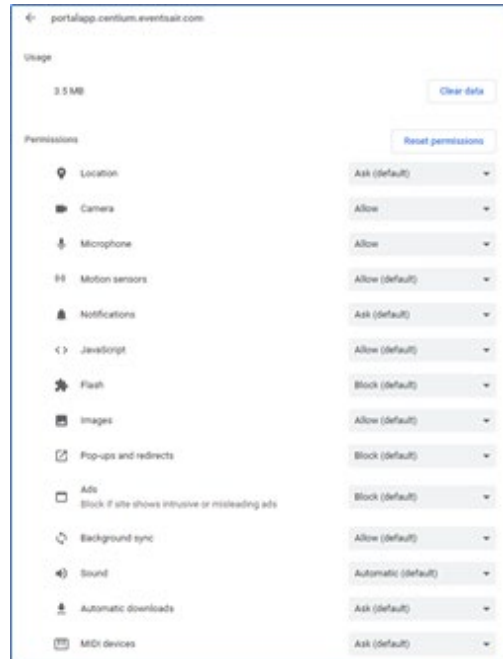 portalapp.centium.eventsair.com
Usage
3.5 MB
Clear data
Permissions
Reset permissions
Location
Ask (default)
Camera
Allow
Microphone
Allow
Motion sensors
Allow (default)
Notifications
Ask (default)
JavaScript
Allow (default)
Flash
Block (default)
Images
Allow (default)
Pop-ups and redirects
Block (default)
Ads
Block if site shows intrusive or misleading ads
Block (default)
Background sync
Allow (default)
Sound
Automatic (default)
Automatic downloads
Ask (default)
MIDI devices
Ask (default)